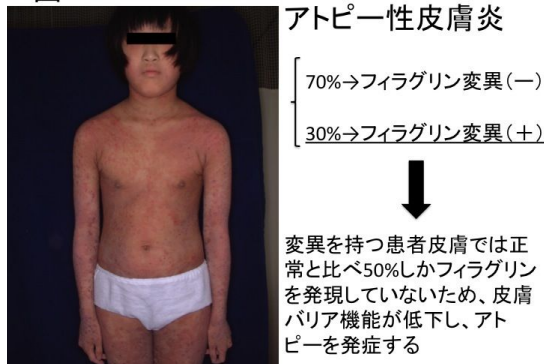 アトピー性皮膚炎
70%→フィラグリン変異(ー)
30%→フィラグリン変異(＋)
変異を持つ患者皮膚では正
常と比べ50%しかフィラグリン
を発現していないため、皮膚
バリア機能が低下し、アト
ピーを発症する